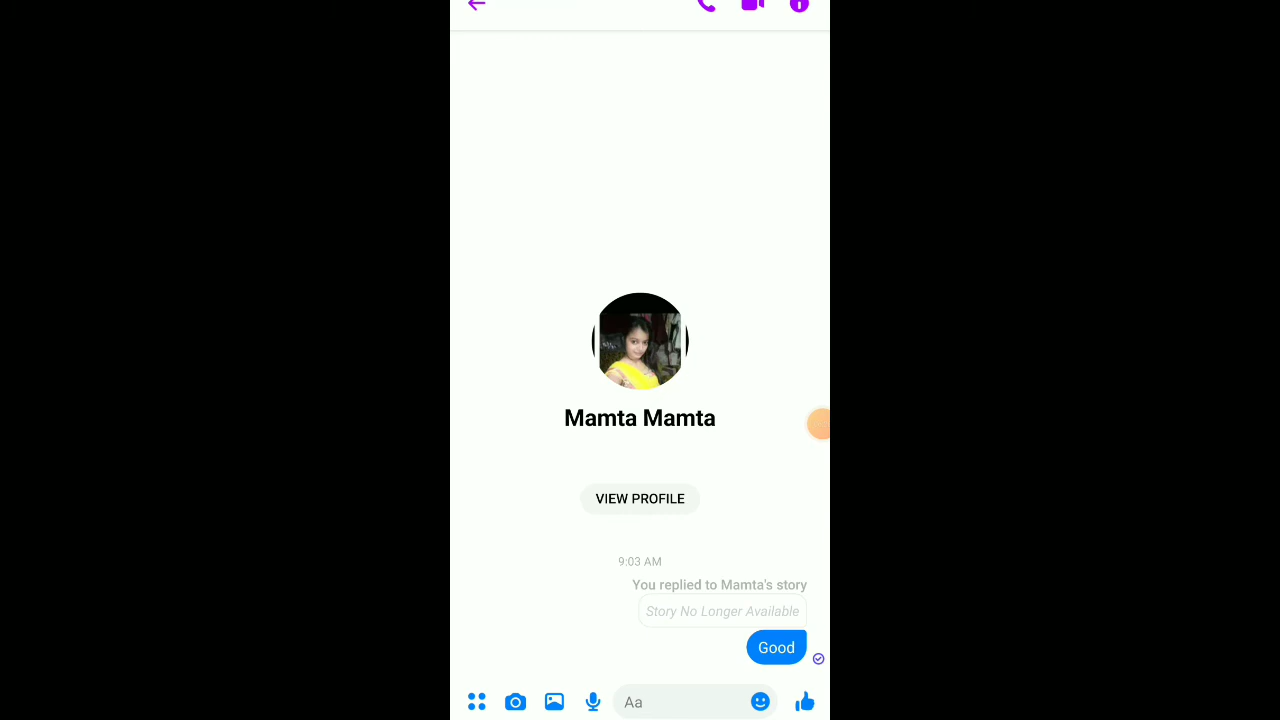 Mamta Mamta
VIEW PROFILE
9:03 AM
You replied to Mamta's story
Story No Longer Available
Good
Aa